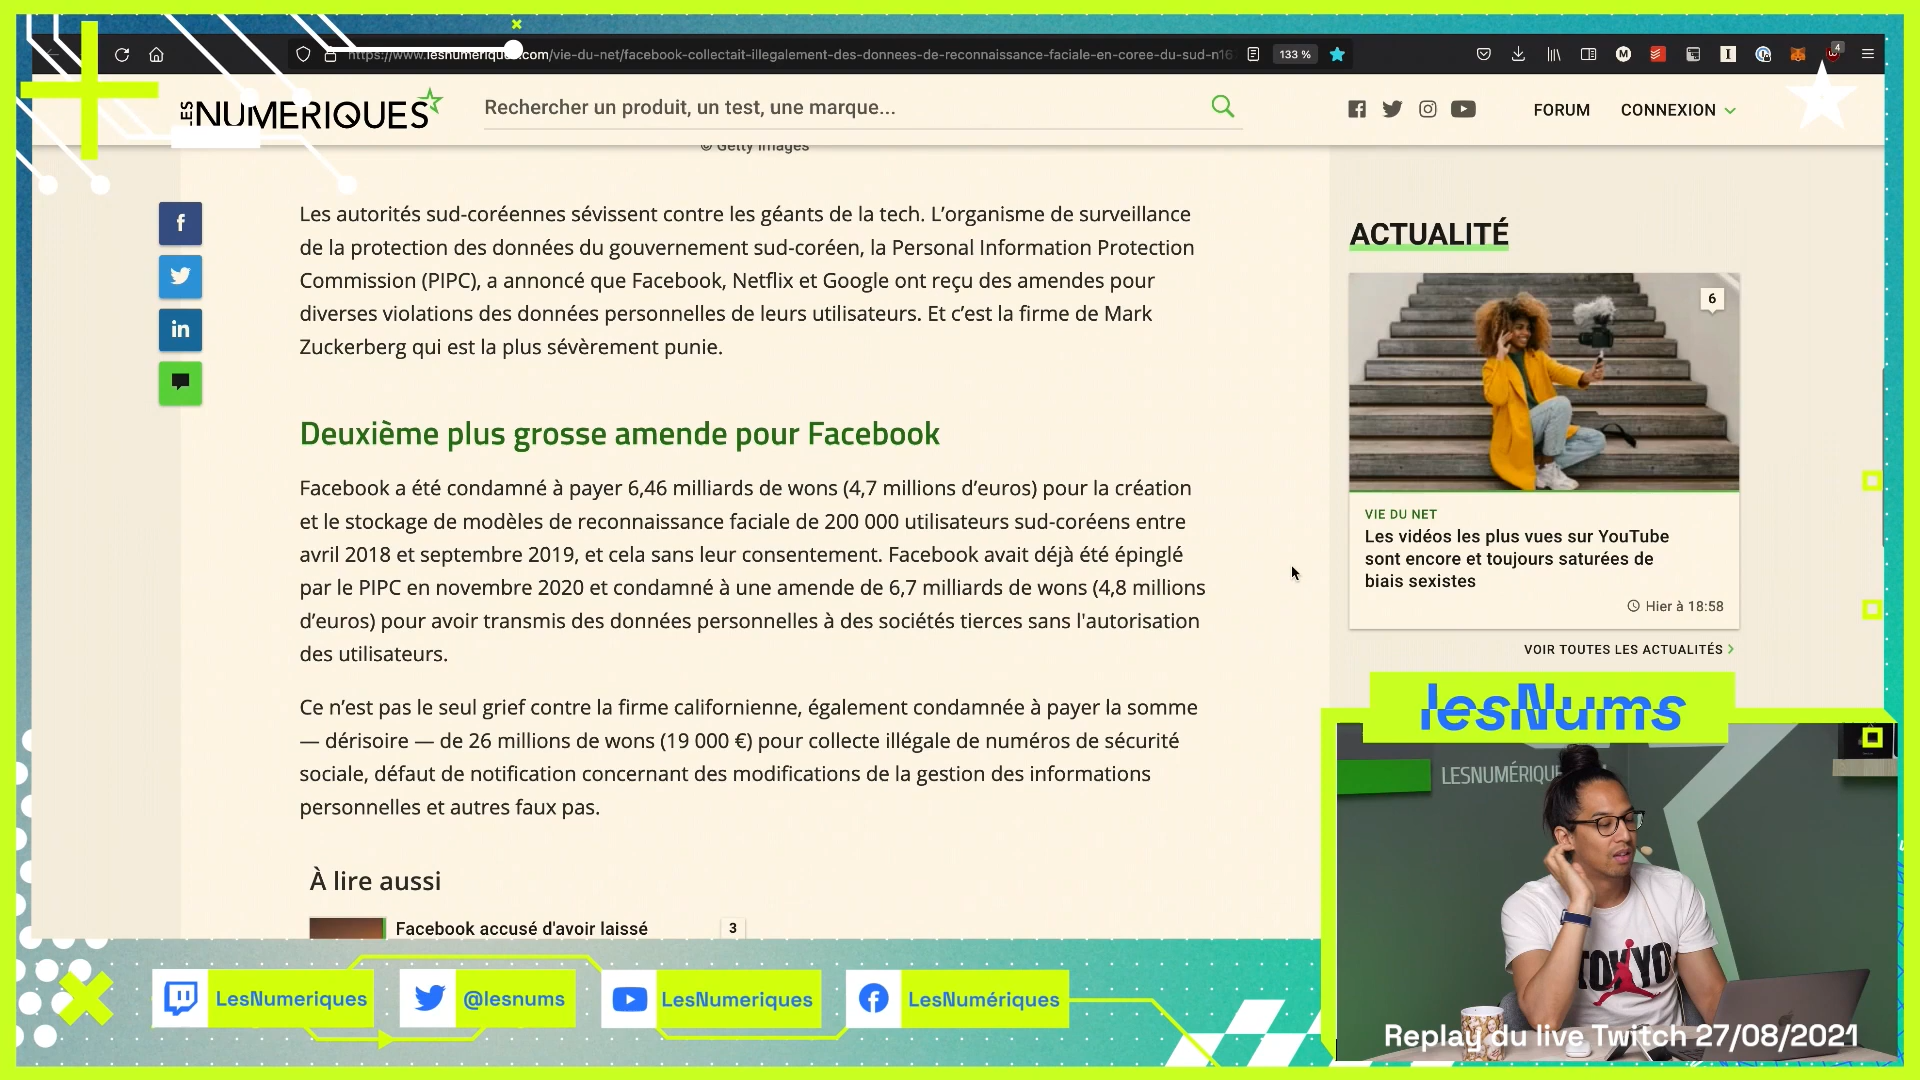 https://www.lesnumeriques.com/vie-du-net/facebook-collectait-illegalement-des-donnees-de-reconnaissance-faciale-en-coree-du-sud-n16
133 %
4
LES NUMERIQUES
Rechercher un produit, un test, une marque...
FORUM
CONNEXION
© Getty Images
Les autorités sud-coréennes sévissent contre les géants de la tech. L’organisme de surveillance
de la protection des données du gouvernement sud-coréen, la Personal Information Protection
Commission (PIPC), a annoncé que Facebook, Netflix et Google ont reçu des amendes pour
diverses violations des données personnelles de leurs utilisateurs. Et c’est la firme de Mark
Zuckerberg qui est la plus sévèrement punie.
Deuxième plus grosse amende pour Facebook
Facebook a été condamné à payer 6,46 milliards de wons (4,7 millions d’euros) pour la création
et le stockage de modèles de reconnaissance faciale de 200 000 utilisateurs sud-coréens entre
avril 2018 et septembre 2019, et cela sans leur consentement. Facebook avait déjà été épinglé
par le PIPC en novembre 2020 et condamné à une amende de 6,7 milliards de wons (4,8 millions
d’euros) pour avoir transmis des données personnelles à des sociétés tierces sans l'autorisation
des utilisateurs.
Ce n’est pas le seul grief contre la firme californienne, également condamnée à payer la somme
— dérisoire — de 26 millions de wons (19 000 €) pour collecte illégale de numéros de sécurité
sociale, défaut de notification concernant des modifications de la gestion des informations
personnelles et autres faux pas.
À lire aussi
Facebook accusé d'avoir laissé
3
ACTUALITÉ
6
VIE DU NET
Les vidéos les plus vues sur YouTube
sont encore et toujours saturées de
biais sexistes
Hier à 18:58
VOIR TOUTES LES ACTUALITÉS
lesNums
LESNUMÉRIQUE
TOKYO
Replay du live Twitch 27/08/2021
LesNumeriques
@lesnums
LesNumeriques
LesNumériques